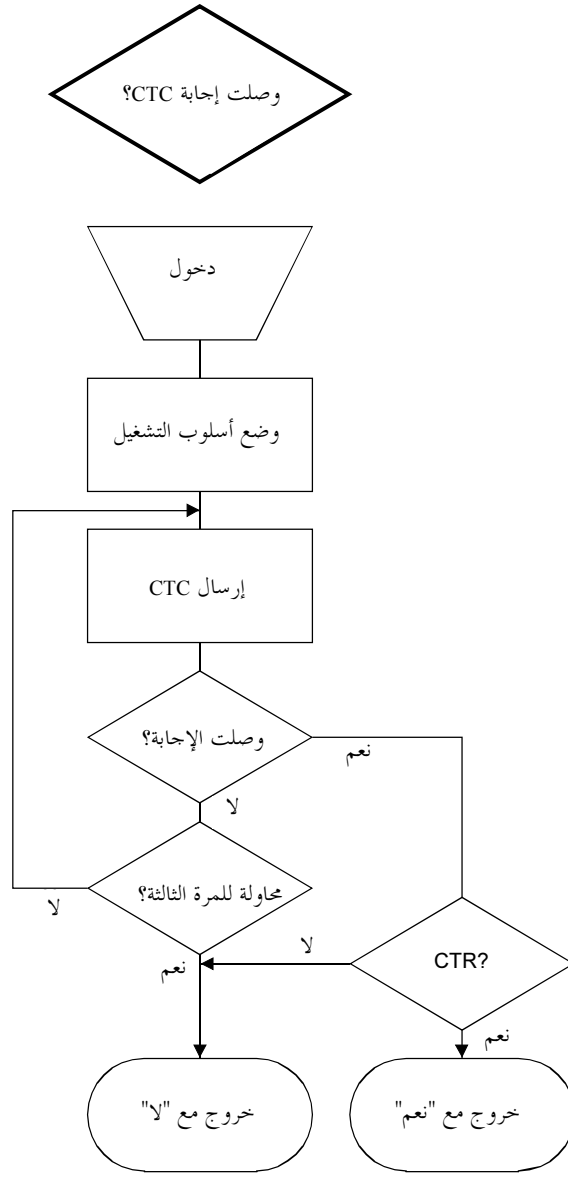 وصلت إجابة CTC؟
دخول
وضع أسلوب التشغيل
إرسال CTC
وصلت الإجابة؟
نعم
لا
محاولة للمرة الثالثة؟
لا
نعم
لا
CTR?
نعم
خروج مع "لا"
خروج مع "نعم"